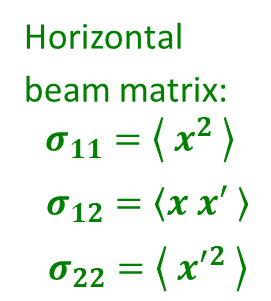 Horizontal
beam matrix:
σ₁₁ = ⟨ x² ⟩
σ₁₂ = ⟨x x′ ⟩
σ₂₂ = ⟨ x′² ⟩